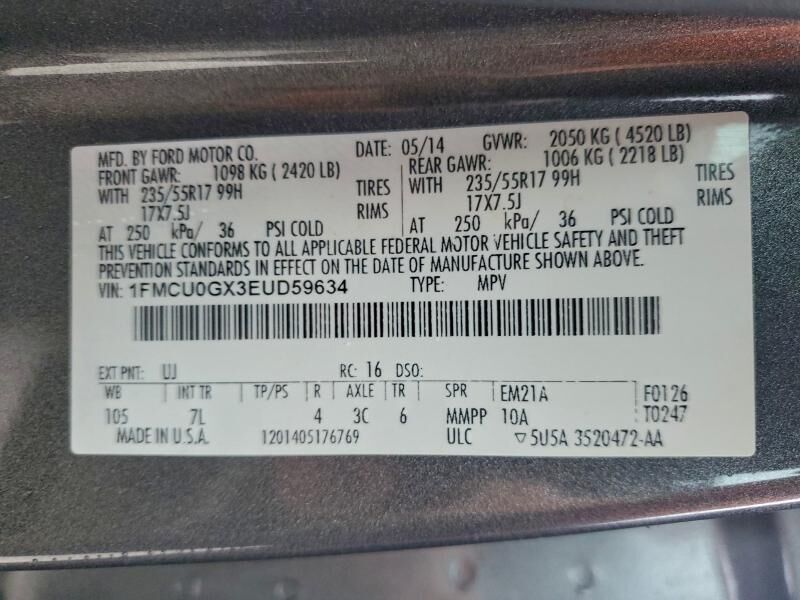 MFD. BY FORD MOTOR CO. DATE: 05/14 GVWR: 2050 KG ( 4520 LB)
FRONT GAWR: 1098 KG ( 2420 LB) REAR GAWR: 1006 KG ( 2218 LB)
WITH 235/55R17 99H TIRES WITH 235/55R17 99H TIRES
17X7.5J RIMS 17X7.5J RIMS
AT 250 kPa/ 36 PSI COLD AT 250 kPa/ 36 PSI COLD
THIS VEHICLE CONFORMS TO ALL APPLICABLE FEDERAL MOTOR VEHICLE SAFETY AND THEFT
PREVENTION STANDARDS IN EFFECT ON THE DATE OF MANUFACTURE SHOWN ABOVE.
VIN: 1FMCU0GX3EUD59634 TYPE: MPV
EXT PNT: UJ RC: 16 DSO:
WB INT TR TP/PS R AXLE TR SPR EM21A F0126
105 7L 4 3C 6 MMPP 10A T0247
MADE IN U.S.A. 1201405176769 ULC ▽5U5A 3520472-AA